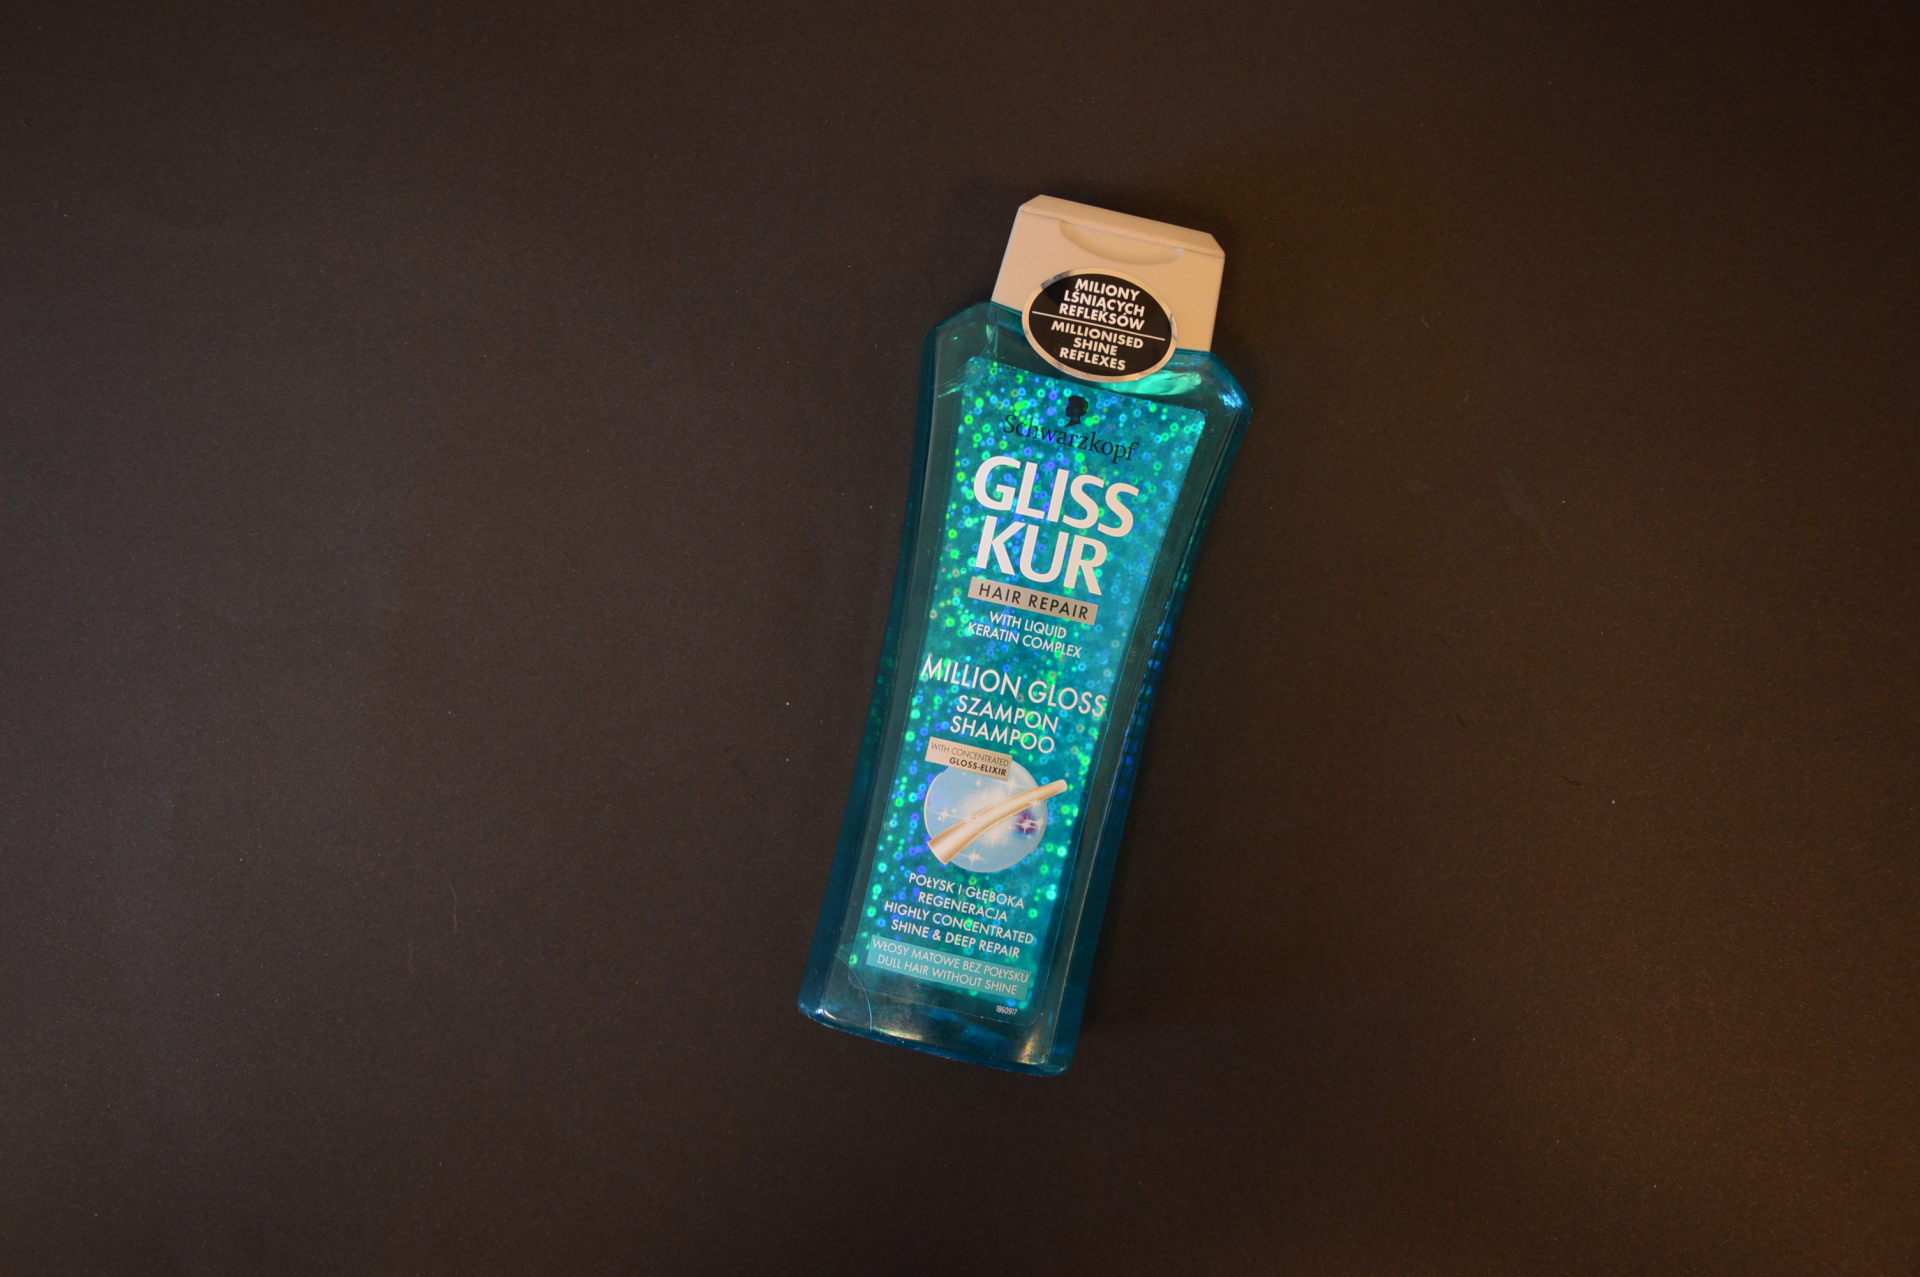 MILIONY
LŚNIĄCYCH
REFLEKSÓW
MILLIONISED
SHINE
REFLEXES
Schwarzkopf
GLISS
KUR
HAIR REPAIR
WITH LIQUID
KERATIN COMPLEX
MILLION GLOSS
SZAMPON
SHAMPOO
WITH CONCENTRATED
GLOSS-ELIXIR
POŁYSK I GŁĘBOKA
REGENERACJA
HIGHLY CONCENTRATED
SHINE & DEEP REPAIR
WŁOSY MATOWE BEZ POŁYSKU
DULL HAIR WITHOUT SHINE
1860917